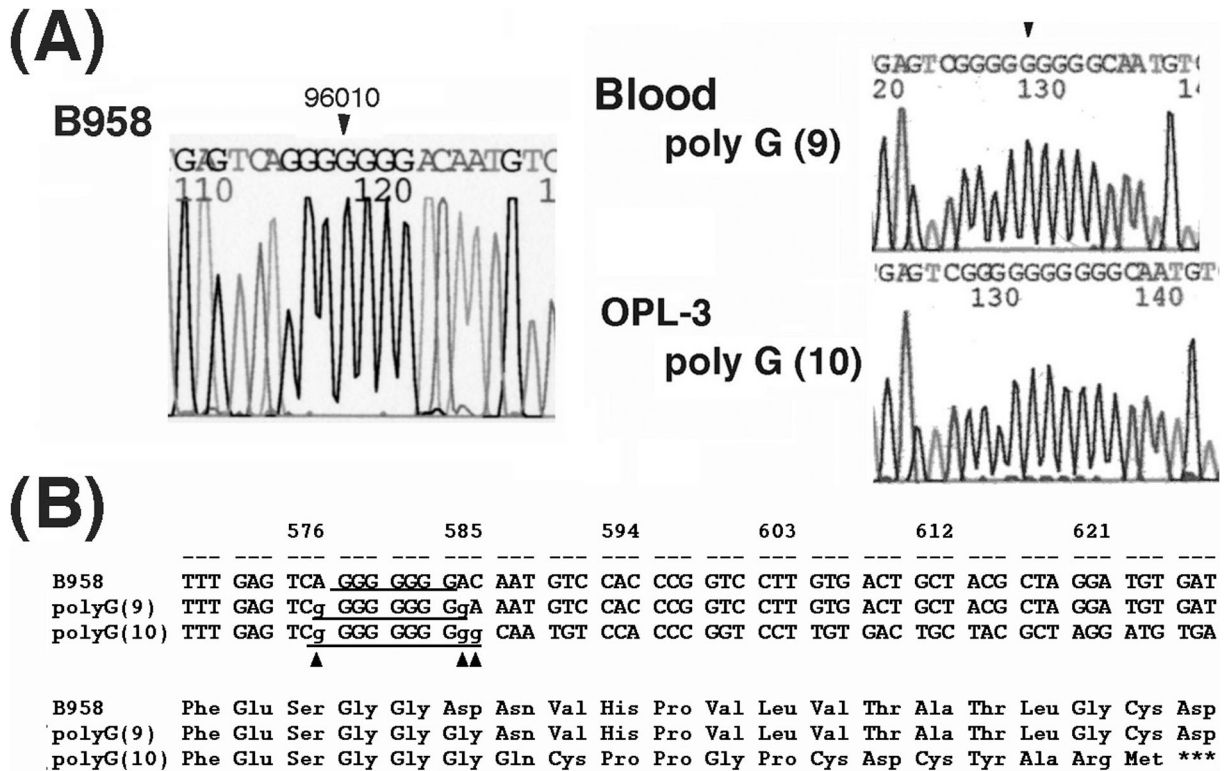 (A)
B958
96010
GAGTCAGGGGGGGACAATGTC
110 120 1
Blood
poly G (9)
GAGTCGGGGGGGGGCAATGT
20 130 14
OPL-3
poly G (10)
GAGTCGGGGGGGGGGCAATGT
130 140
(B)
576 585 594 603 612 621
--- --- --- --- --- --- --- --- --- --- --- --- --- --- --- --- --- --- --- ---
B958 TTT GAG TCA GGG GGG GAC AAT GTC CAC CCG GTC CTT GTG ACT GCT ACG CTA GGA TGT GAT
polyG(9) TTT GAG TCg GGG GGG GgA AAT GTC CAC CCG GTC CTT GTG ACT GCT ACG CTA GGA TGT GAT
polyG(10) TTT GAG TCg GGG GGG Ggg CAA TGT CCA CCC GGT CCT TGT GAC TGC TAC GCT AGG ATG TGA
B958 Phe Glu Ser Gly Gly Asp Asn Val His Pro Val Leu Val Thr Ala Thr Leu Gly Cys Asp
polyG(9) Phe Glu Ser Gly Gly Gly Asn Val His Pro Val Leu Val Thr Ala Thr Leu Gly Cys Asp
polyG(10) Phe Glu Ser Gly Gly Gly Gln Cys Pro Pro Gly Pro Cys Asp Cys Tyr Ala Arg Met ***